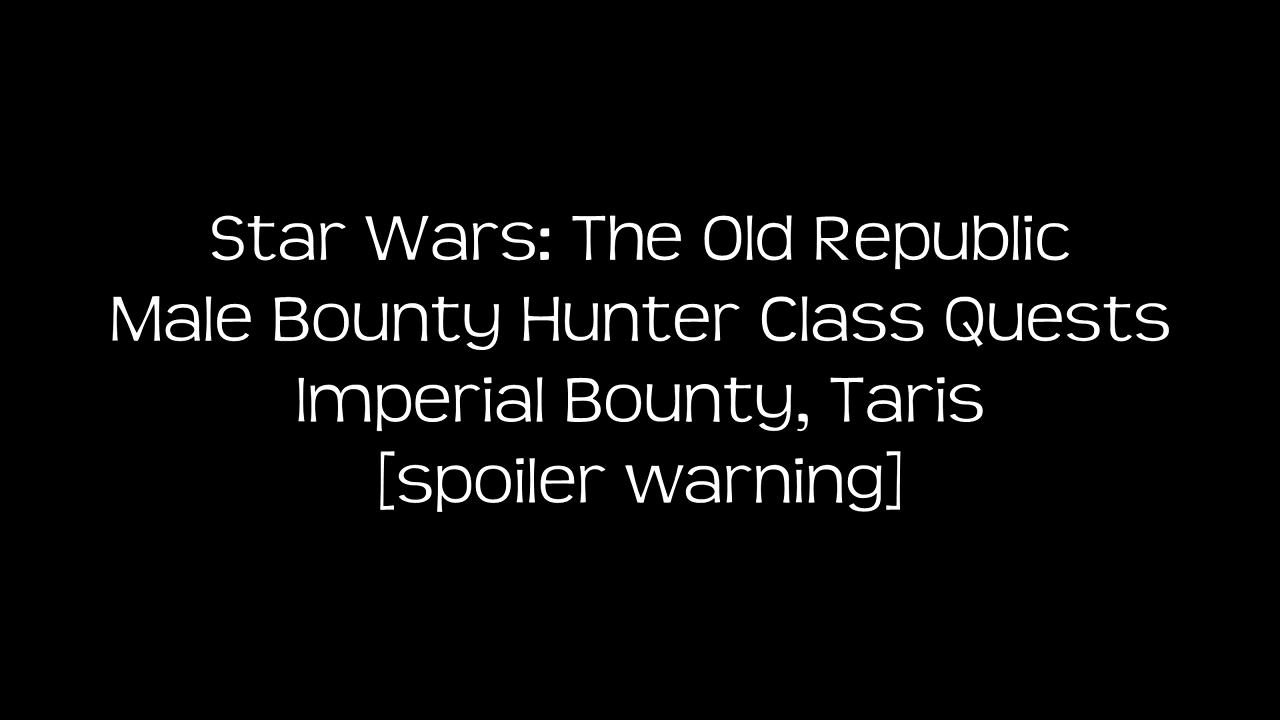 Star Wars: The Old Republic
Male Bounty Hunter Class Quests
Imperial Bounty, Taris
[spoiler warning]